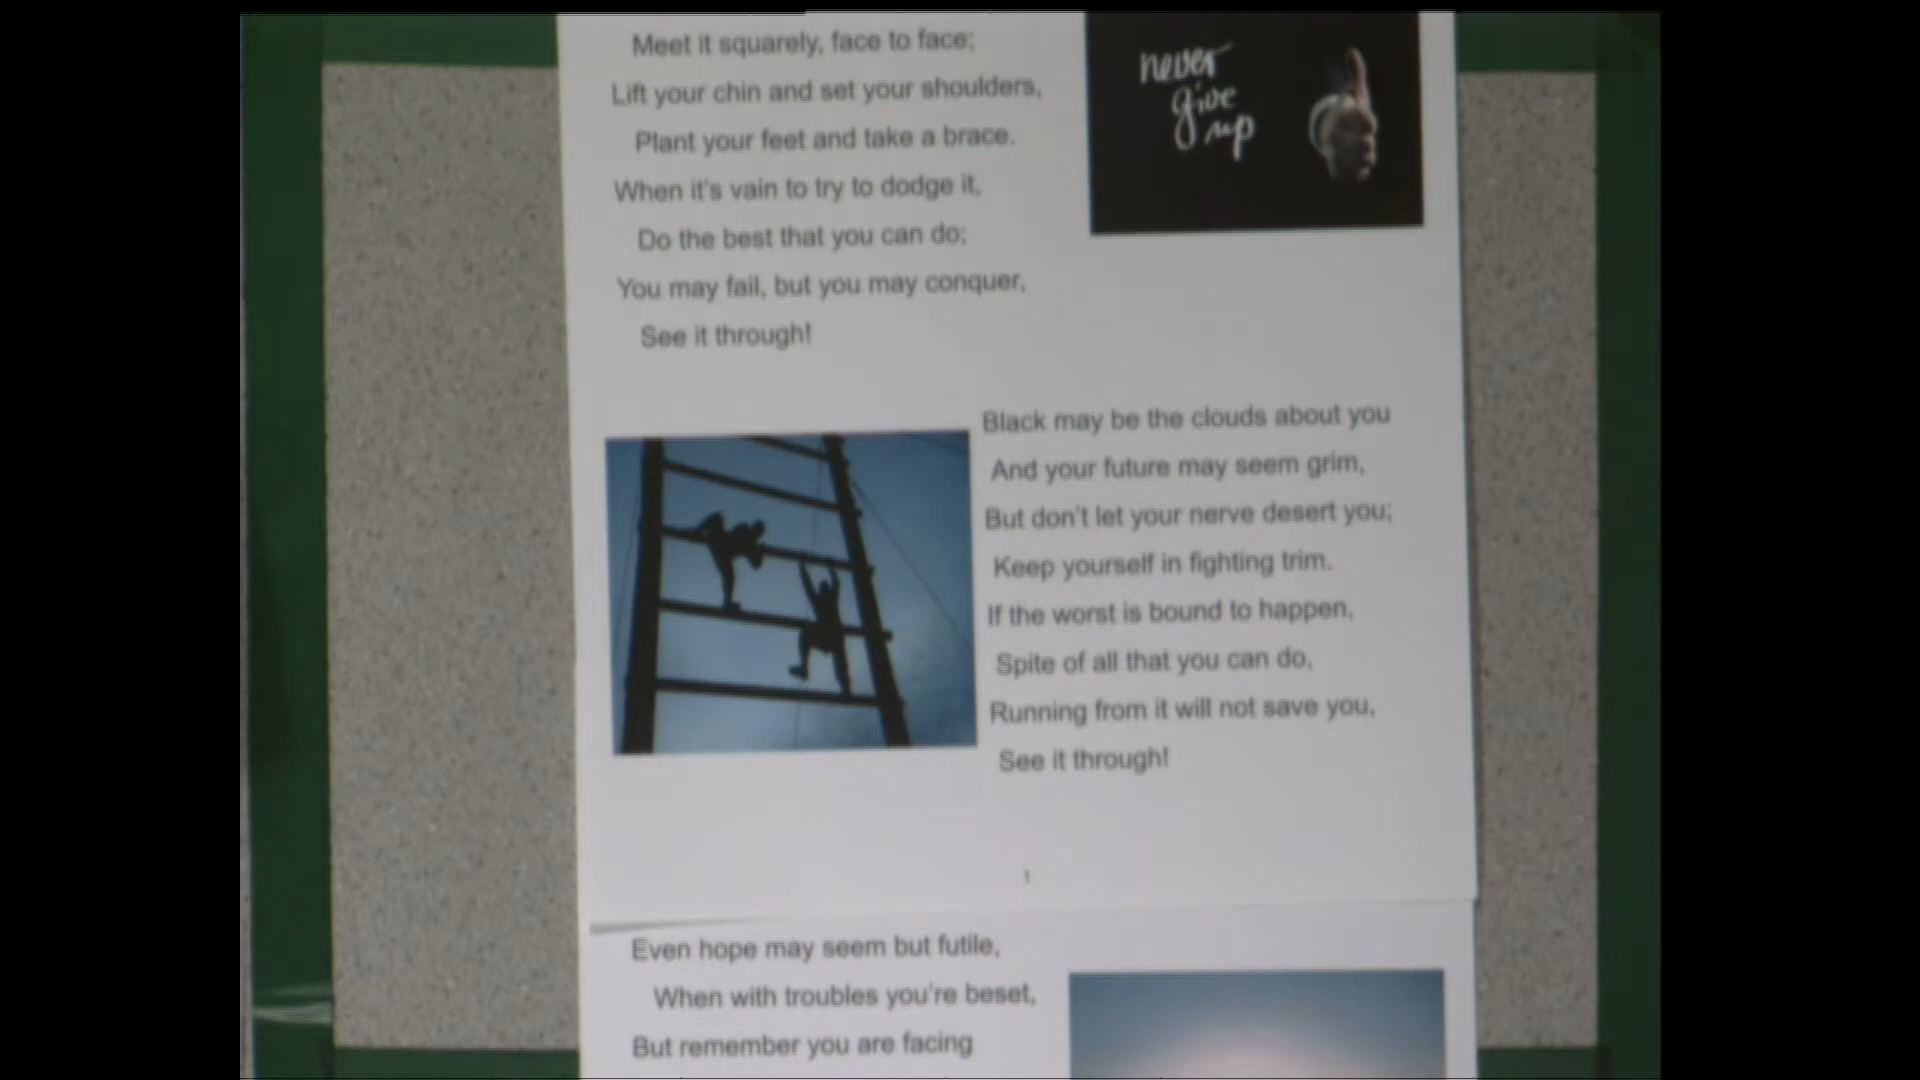 Meet it squarely, face to face;
Lift your chin and set your shoulders,
Plant your feet and take a brace.
When it's vain to try to dodge it,
Do the best that you can do;
You may fail, but you may conquer,
See it through!
never
give
up
Black may be the clouds about you
And your future may seem grim,
But don't let your nerve desert you;
Keep yourself in fighting trim.
If the worst is bound to happen,
Spite of all that you can do,
Running from it will not save you,
See it through!
1
Even hope may seem but futile,
When with troubles you're beset,
But remember you are facing